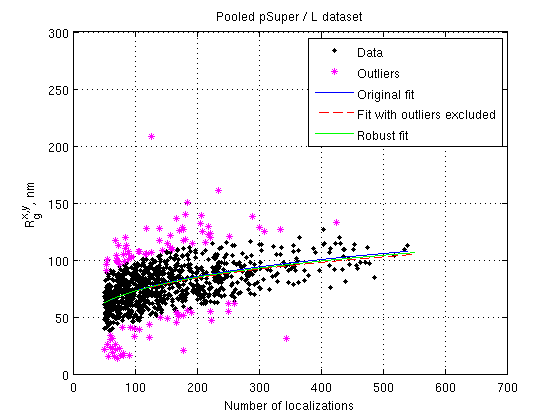 Pooled pSuper / L dataset
300
250
200
150
100
50
0
R_g^{x,y}, nm
Data
Outliers
Original fit
Fit with outliers excluded
Robust fit
0 100 200 300 400 500 600 700
Number of localizations